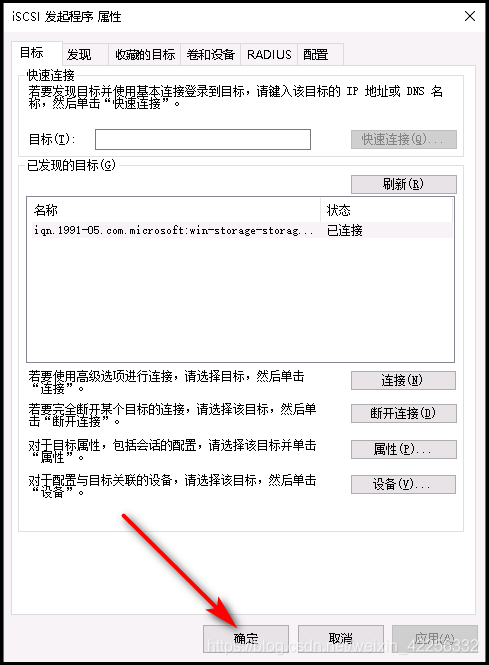 iSCSI 发起程序 属性
目标 发现 收藏的目标 卷和设备 RADIUS 配置
快速连接
若要发现目标并使用基本连接登录到目标，请键入该目标的 IP 地址或 DNS 名
称，然后单击“快速连接”。
目标(T): 快速连接(Q)...
已发现的目标(G)
刷新(R)
名称 状态
iqn.1991-05.com.microsoft:win-storage-storag... 已连接
若要使用高级选项进行连接，请选择目标，然后单击
“连接”。
连接(N)
若要完全断开某个目标的连接，请选择该目标，然后单
击“断开连接”。
断开连接(D)
对于目标属性，包括会话的配置，请选择该目标并单击
“属性”。
属性(P)...
对于配置与目标关联的设备，请选择该目标，然后单击
“设备”。
设备(V)...
确定 取消 应用(A)
https://blog.csdn.net/weixin_42256332